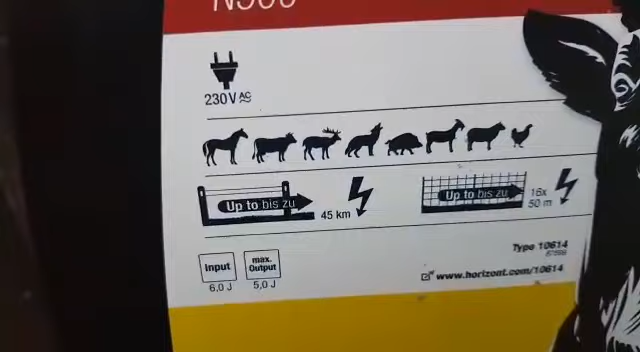 230V AC
Up to bis zu
45 km
Up to bis zu
16x
50 m
Type 10614
Input
max.
Output
www.horizont.com/10614
6,0 J
5,0 J